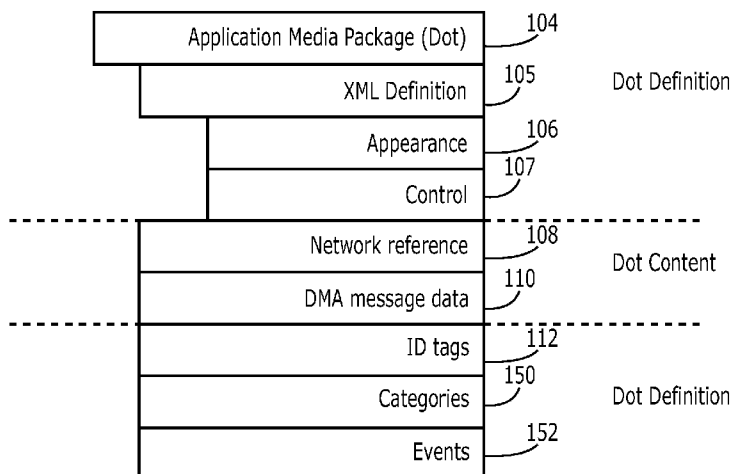 Application Media Package (Dot)
104
XML Definition
105
Dot Definition
Appearance
106
Control
107
Network reference
108
Dot Content
DMA message data
110
ID tags
112
Categories
150
Dot Definition
Events
152